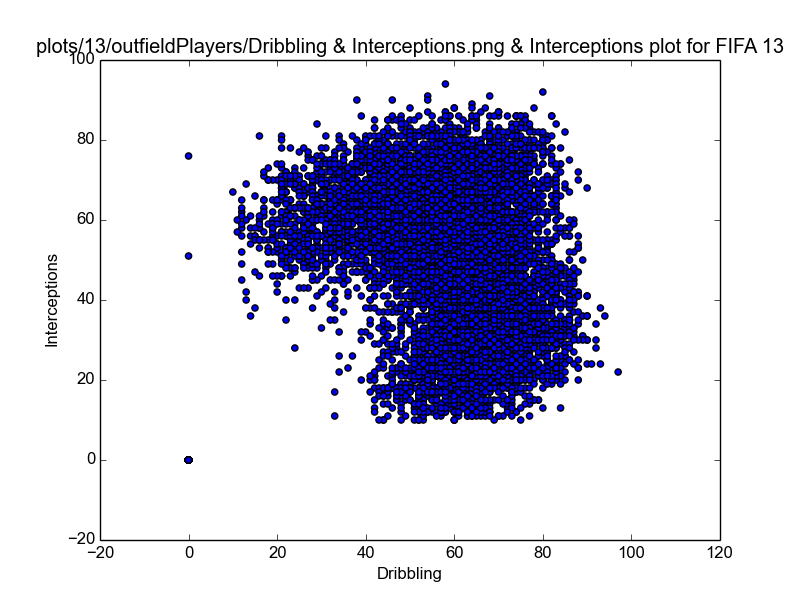 plots/13/outfieldPlayers/Dribbling & Interceptions.png & Interceptions plot for FIFA 13
100
80
60
40
20
0
−20
Interceptions
−20 0 20 40 60 80 100 120
Dribbling